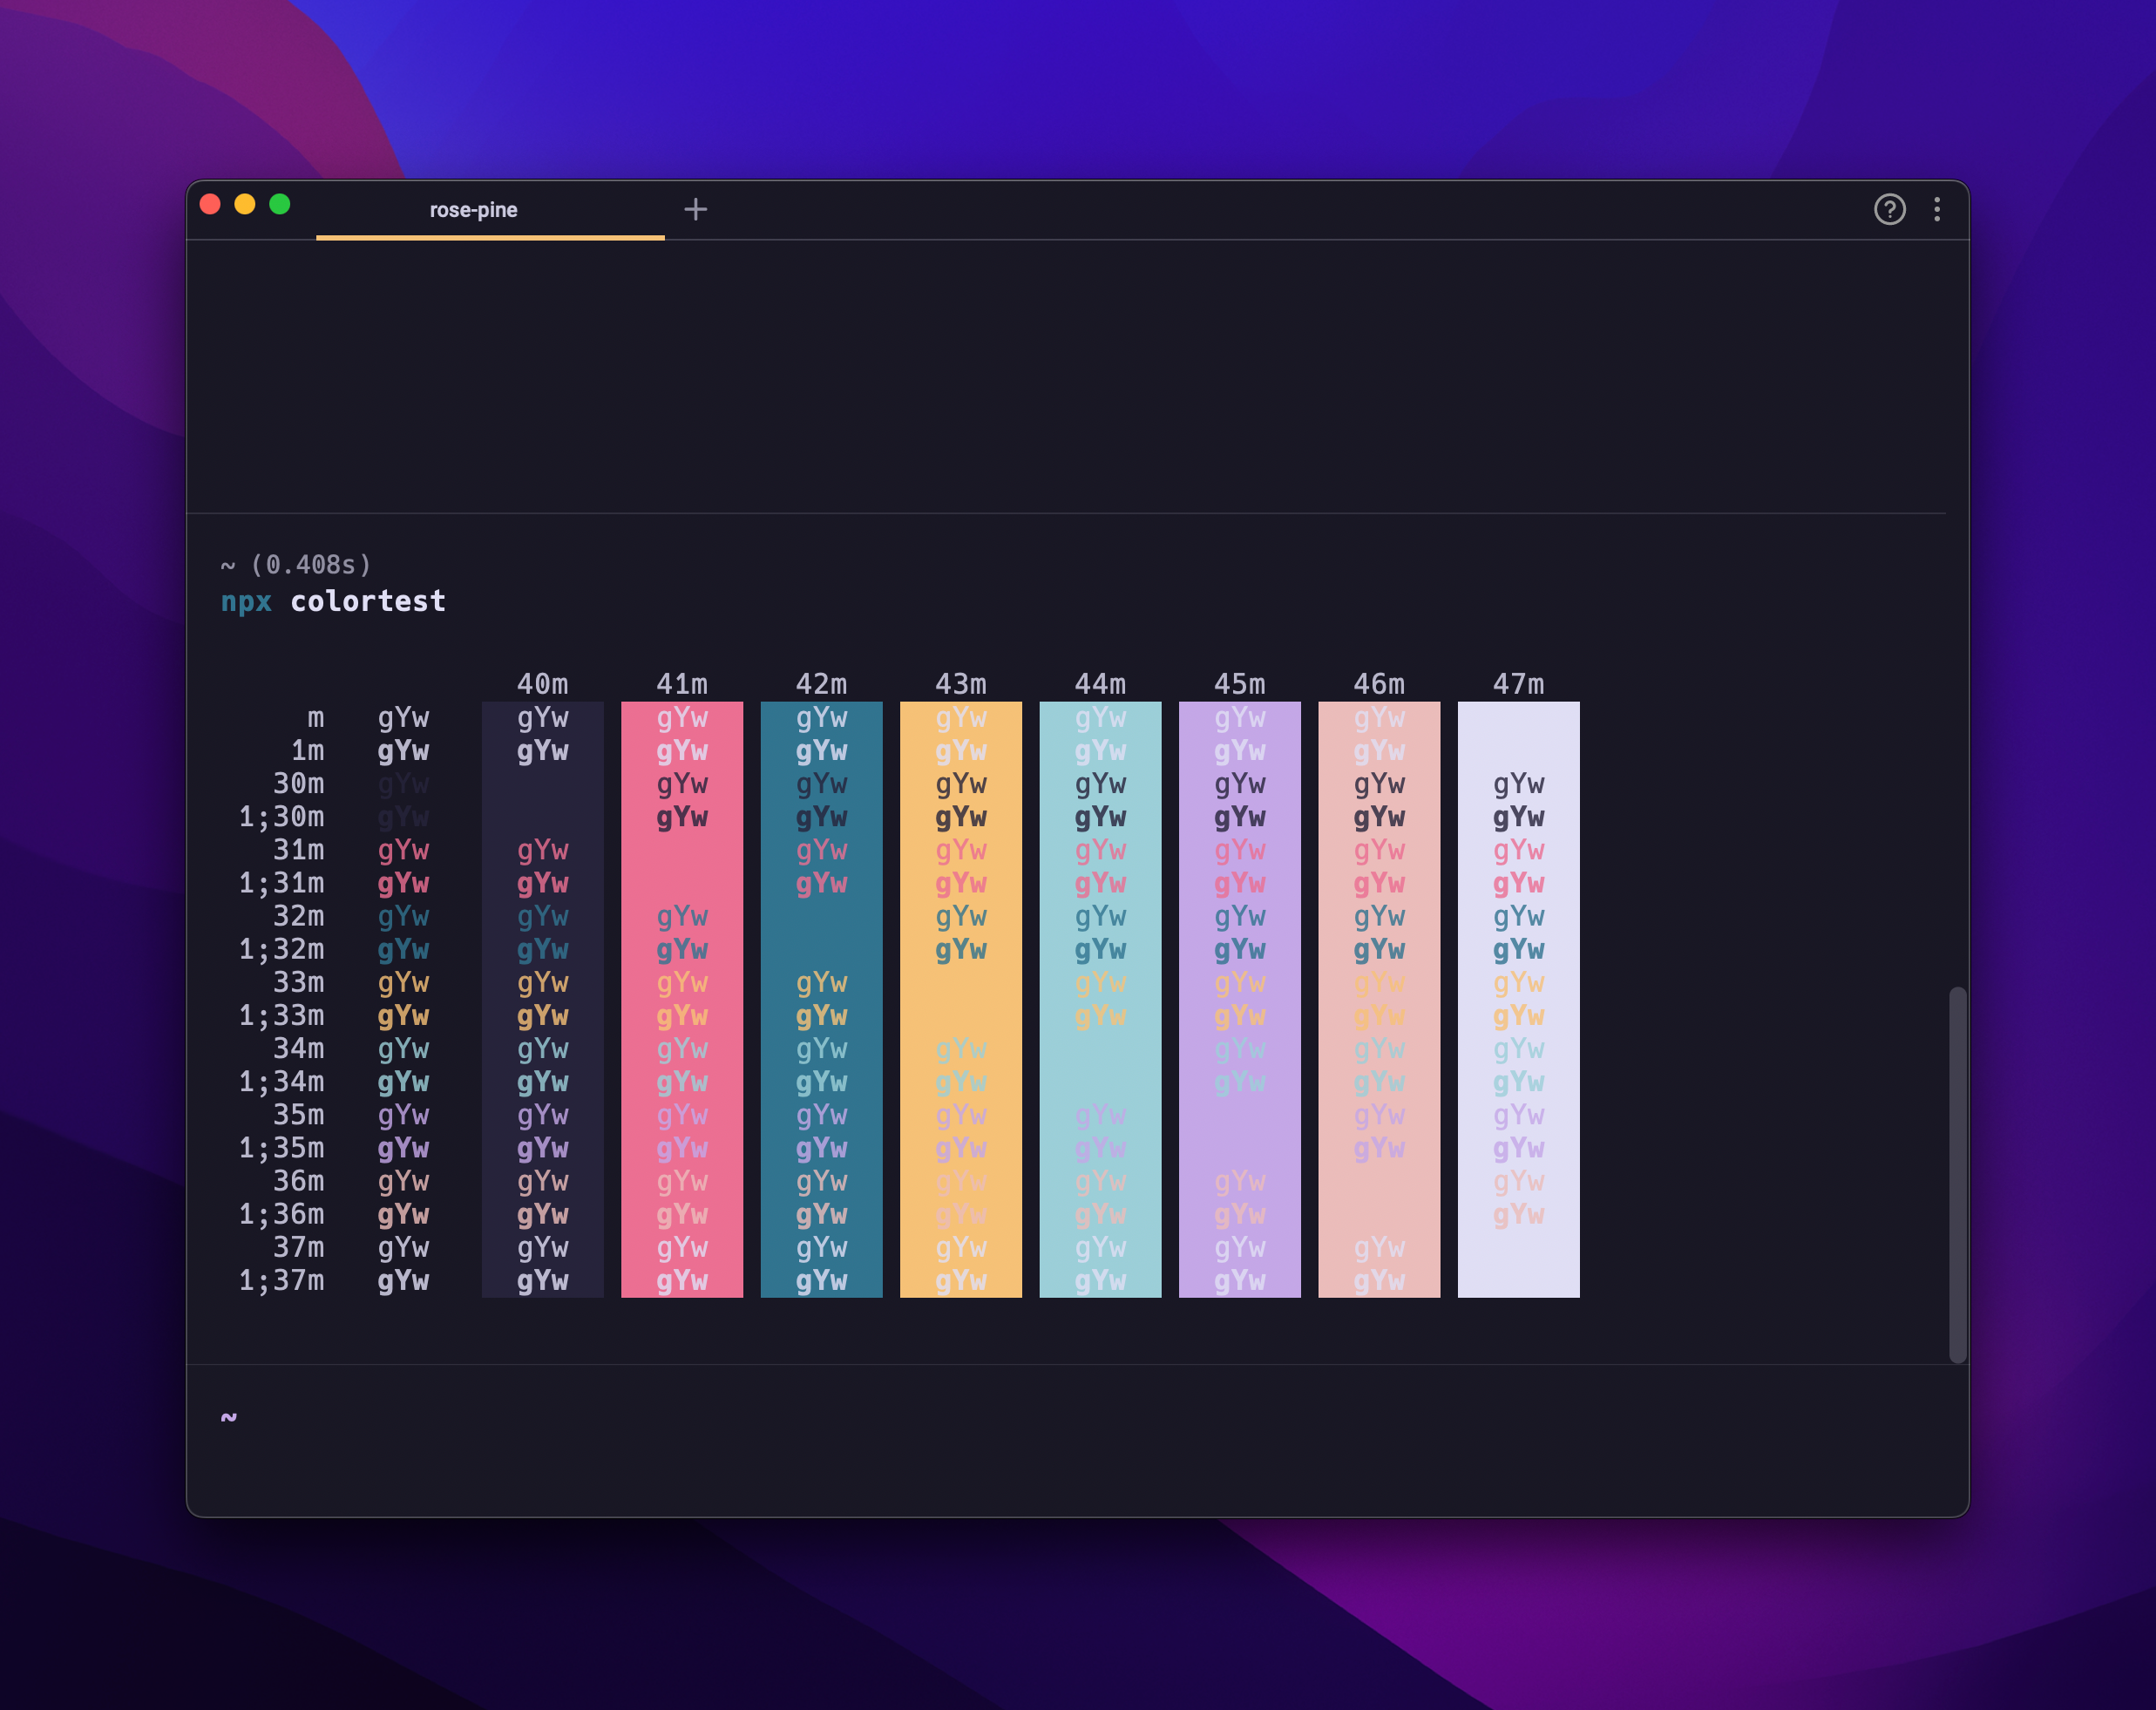 rose-pine
~ (0.408s)
npx colortest
40m 41m 42m 43m 44m 45m 46m 47m
m gYw gYw gYw gYw gYw gYw gYw gYw
1m gYw gYw gYw gYw gYw gYw gYw gYw
30m gYw gYw gYw gYw gYw gYw gYw gYw
1;30m gYw gYw gYw gYw gYw gYw gYw gYw
31m gYw gYw gYw gYw gYw gYw gYw gYw
1;31m gYw gYw gYw gYw gYw gYw gYw gYw
32m gYw gYw gYw gYw gYw gYw gYw gYw
1;32m gYw gYw gYw gYw gYw gYw gYw gYw
33m gYw gYw gYw gYw gYw gYw gYw gYw
1;33m gYw gYw gYw gYw gYw gYw gYw gYw
34m gYw gYw gYw gYw gYw gYw gYw gYw
1;34m gYw gYw gYw gYw gYw gYw gYw gYw
35m gYw gYw gYw gYw gYw gYw gYw gYw
1;35m gYw gYw gYw gYw gYw gYw gYw gYw
36m gYw gYw gYw gYw gYw gYw gYw gYw
1;36m gYw gYw gYw gYw gYw gYw gYw gYw
37m gYw gYw gYw gYw gYw gYw gYw gYw
1;37m gYw gYw gYw gYw gYw gYw gYw gYw
~